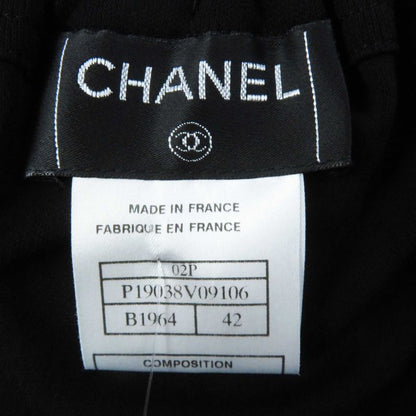 CHANEL
MADE IN FRANCE
FABRIQUE EN FRANCE
02P
P19038V09106
B1964 42
COMPOSITION